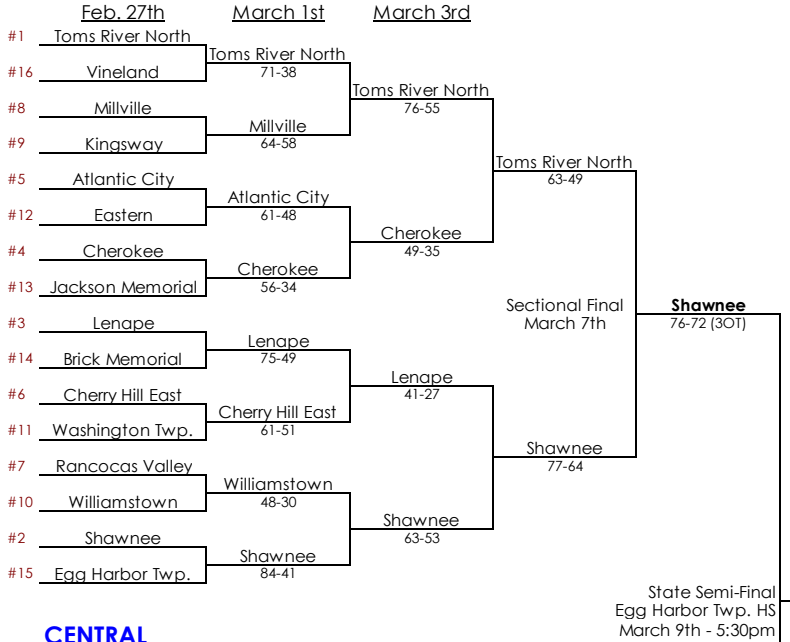 Feb. 27th March 1st March 3rd
#1 Toms River North
Toms River North
71-38
#16 Vineland
Toms River North
76-55
#8 Millville
Millville
64-58
#9 Kingsway
Toms River North
63-49
#5 Atlantic City
Atlantic City
61-48
#12 Eastern
Cherokee
49-35
#4 Cherokee
Cherokee
56-34
#13 Jackson Memorial
Sectional Final
March 7th
Shawnee
76-72 (3OT)
#3 Lenape
Lenape
75-49
#14 Brick Memorial
Lenape
41-27
#6 Cherry Hill East
Cherry Hill East
61-51
#11 Washington Twp.
Shawnee
77-64
#7 Rancocas Valley
Williamstown
48-30
#10 Williamstown
Shawnee
63-53
#2 Shawnee
Shawnee
84-41
#15 Egg Harbor Twp.
State Semi-Final
Egg Harbor Twp. HS
March 9th - 5:30pm
CENTRAL